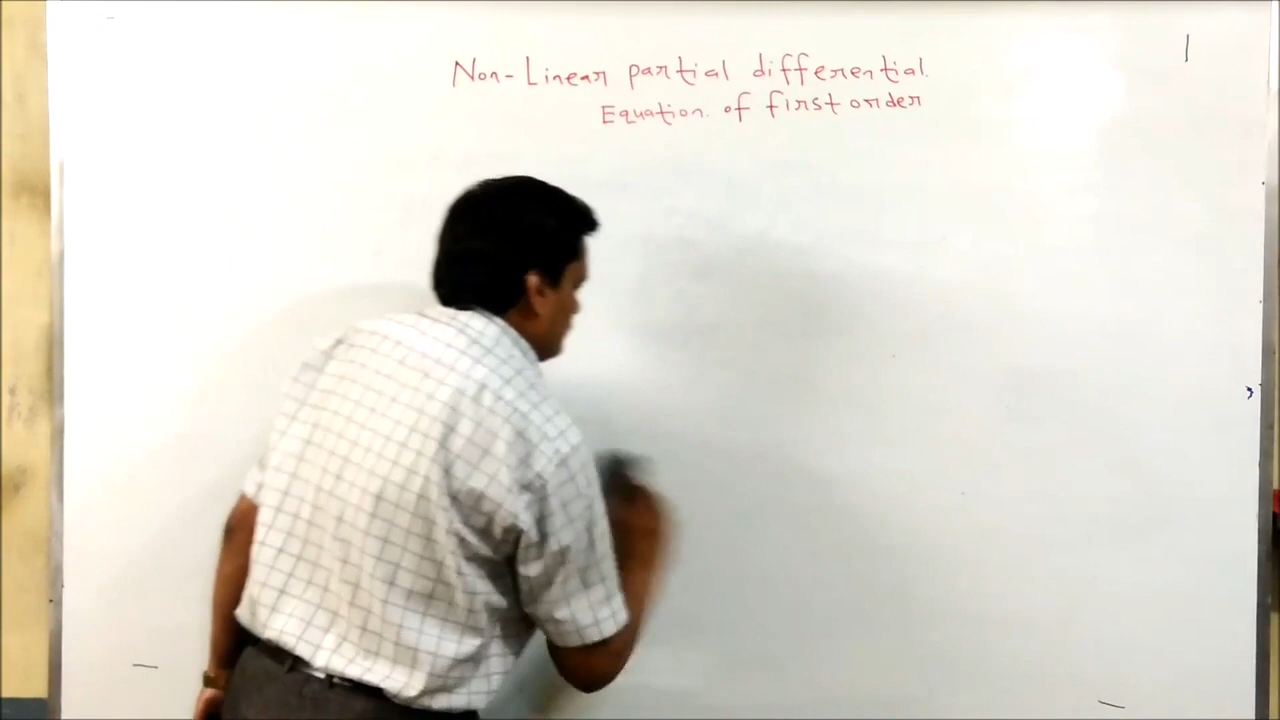 Non-Linear partial differential.
Equation. of first order